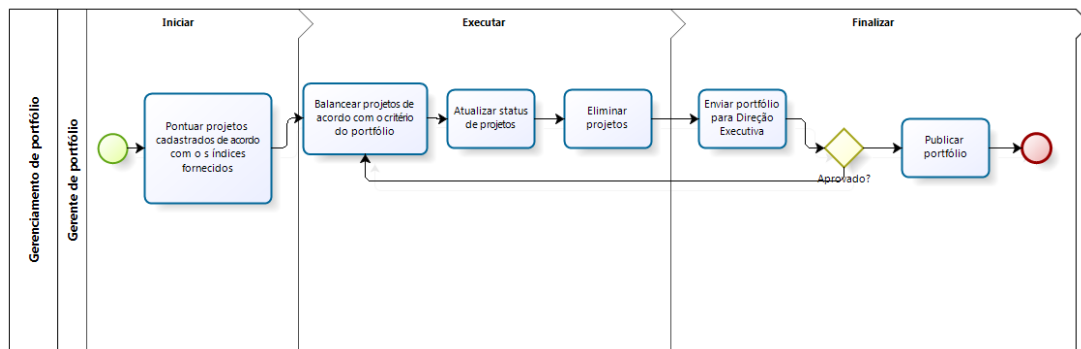 Iniciar
Executar
Finalizar
Gerenciamento de portfólio
Gerente de portfólio
Pontuar projetos
cadastrados de acordo
com o s índices
fornecidos
Balancear projetos de
acordo com o critério
do portfólio
Atualizar status
de projetos
Eliminar
projetos
Enviar portfólio
para Direção
Executiva
Aprovado?
Publicar
portfólio